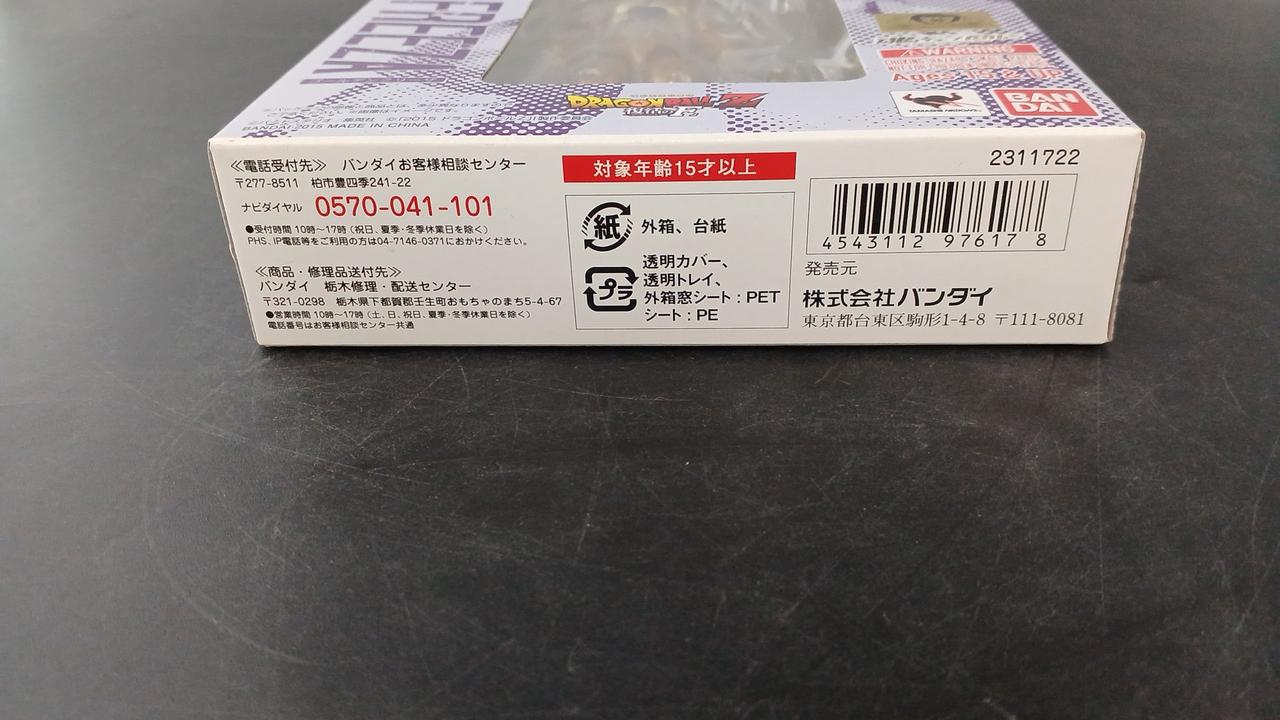 FREEZA
DRAGONBALL Z
WARNING
Ages 15 & UP
TAMASHII NATIONS
BAN
DAI
BANDAI 2015 MADE IN CHINA
≪電話受付先≫ バンダイお客様相談センター
〒277-8511 柏市豊四季241-22
ナビダイヤル 0570-041-101
●受付時間 10時～17時(祝日、夏季・冬季休業日を除く)
PHS、IP電話等をご利用の方は04-7146-0371におかけください。
≪商品・修理品送付先≫
バンダイ 栃木修理・配送センター
〒321-0298 栃木県下都賀郡壬生町おもちゃのまち5-4-67
●営業時間 10時～17時(土、日、祝日、夏季・冬季休業日を除く)
電話番号はお客様相談センター共通
対象年齢15才以上
紙 外箱、台紙
プラ
透明カバー、
透明トレイ、
外箱窓シート：PET
シート：PE
2311722
4543112 97617 8
発売元
株式会社バンダイ
東京都台東区駒形1-4-8 〒111-8081